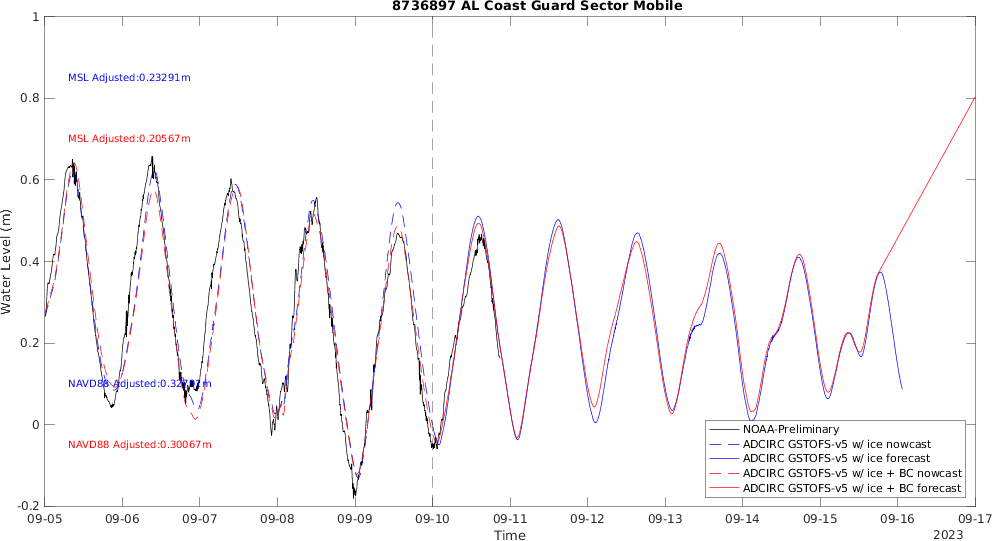 8736897 AL Coast Guard Sector Mobile
1
0.8
0.6
0.4
0.2
0
-0.2
Water Level (m)
MSL Adjusted:0.23291m
MSL Adjusted:0.20567m
NAVD88
NAVD88 Adjusted:0.30067m
NOAA-Preliminary
ADCIRC GSTOFS-v5 w/ ice nowcast
ADCIRC GSTOFS-v5 w/ ice forecast
ADCIRC GSTOFS-v5 w/ ice + BC nowcast
ADCIRC GSTOFS-v5 w/ ice + BC forecast
09-05 09-06 09-07 09-08 09-09 09-10 09-11 09-12 09-13 09-14 09-15 09-16 09-17
Time
2023